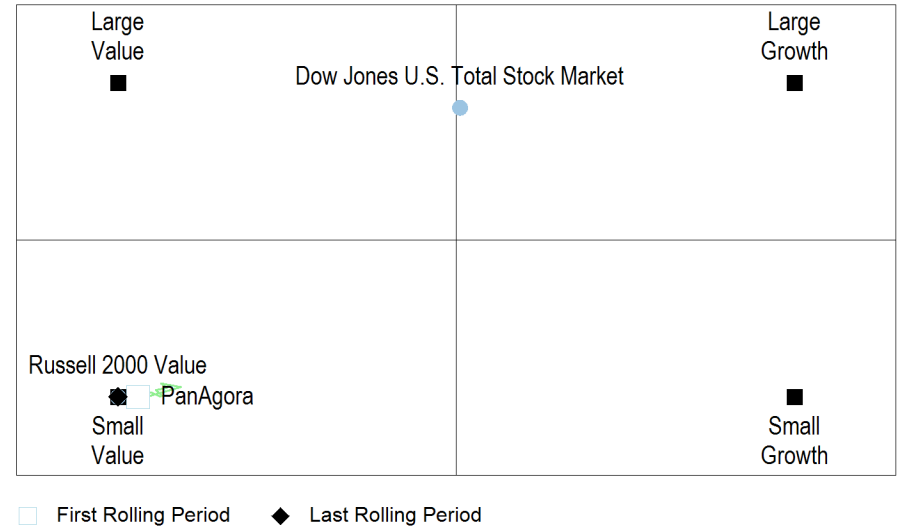 Large
Value
Large
Growth
Dow Jones U.S. Total Stock Market
Russell 2000 Value
PanAgora
Small
Value
Small
Growth
First Rolling Period
Last Rolling Period